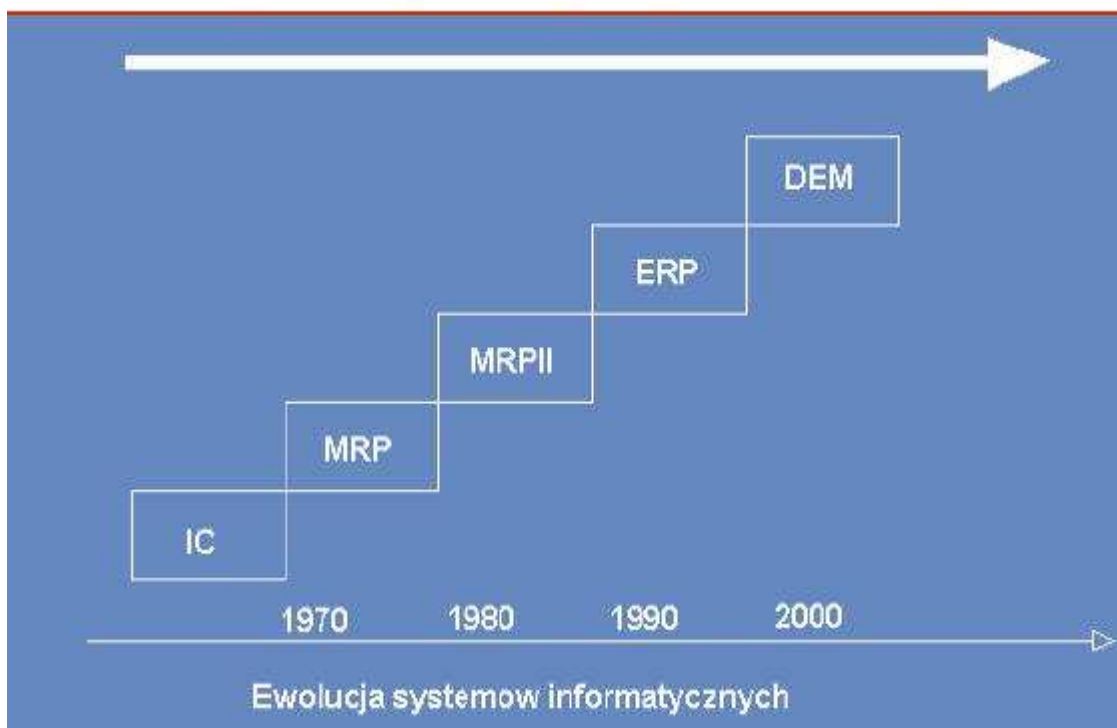 DEM
ERP
MRPII
MRP
IC
1970 1980 1990 2000
Ewolucja systemow informatycznych